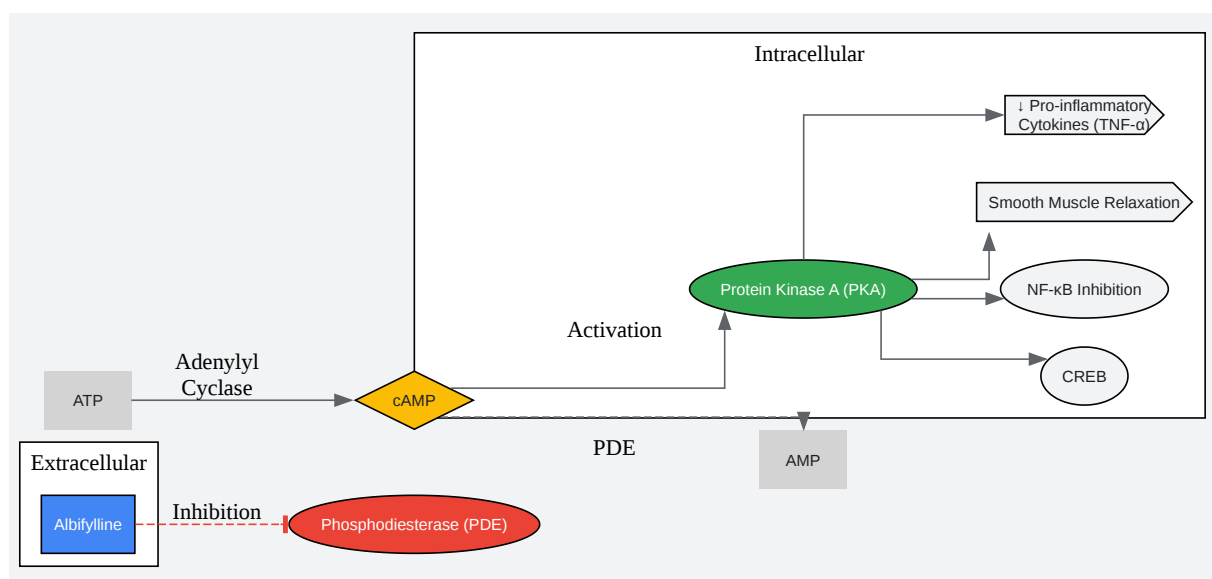 Intracellular
↓ Pro-inflammatory
Cytokines (TNF-α)
Smooth Muscle Relaxation
Protein Kinase A (PKA)
NF-κB Inhibition
Activation
Adenylyl
Cyclase
CREB
ATP
cAMP
PDE
AMP
Extracellular
Albifylline
Inhibition
Phosphodiesterase (PDE)